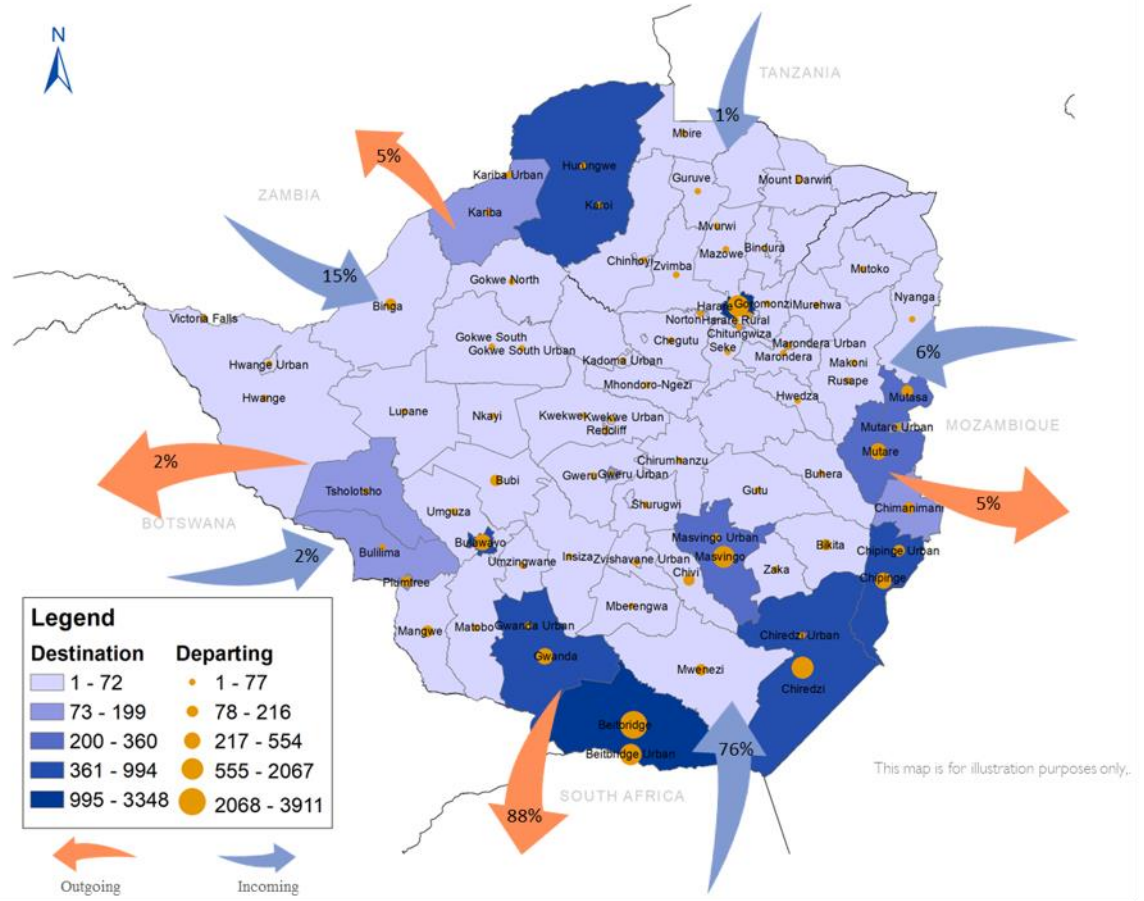 N
TANZANIA
1%
Mbire
5%
Hurungwe
Kariba Urban
Guruve
Mount Darwin
ZAMBIA
Kariba
Karoi
Mvurwi
Mazowe
Bindura
Chinhoyi
Zvimba
Mutoko
15%
Gokwe North
Nyanga
Binga
Harare
Goromonzi
Murehwa
Victoria Falls
Norton
Harare Rural
Chitungwiza
Gokwe South
Chegutu
Seke
Marondera Urban
6%
Gokwe South Urban
Marondera
Hwange Urban
Kadoma Urban
Makoni
Rusape
Mhondoro-Ngezi
Hwange
Hwedza
Mutasa
Lupane
Nkayi
Kwekwe
Kwekwe Urban
Redcliff
Mutare Urban
MOZAMBIQUE
Mutare
2%
Chirumhanzu
Gweru
Gweru Urban
Buhera
Bubi
Tsholotsho
Gutu
Shurugwi
5%
Chimanimani
Umguza
BOTSWANA
Masvingo Urban
Bulawayo
Bikita
Bulilima
2%
Insiza
Zvishavane Urban
Masvingo
Chipinge Urban
Umzingwane
Zaka
Chivi
Chipinge
Plumtree
Mberengwa
Mangwe
Matobo
Gwanda Urban
Chiredzi Urban
Gwanda
Mwenezi
Chiredzi
Beitbridge
76%
Beitbridge Urban
This map is for illustration purposes only,.
SOUTH AFRICA
88%
Legend
Destination Departing
1 - 72 1 - 77
73 - 199 78 - 216
200 - 360 217 - 554
361 - 994 555 - 2067
995 - 3348 2068 - 3911
Outgoing Incoming